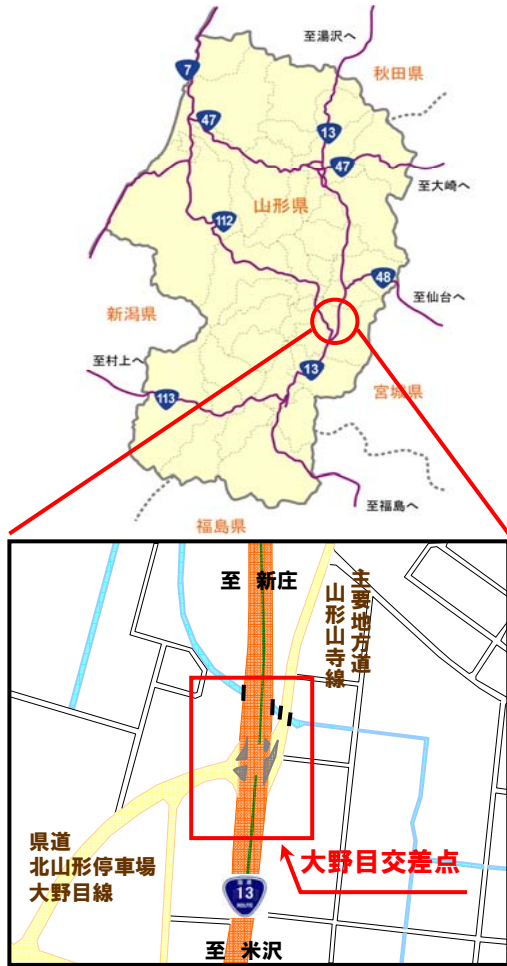 至湯沢へ
秋田県
7
47
13
47
至大崎へ
山形県
112
48
至仙台へ
新潟県
至村上へ
13
113
宮城県
至福島へ
福島県
至 新庄
主要地方道
山形山寺線
県道
北山形停車場
大野目線
大野目交差点
国道
13
ROUTE
至 米沢